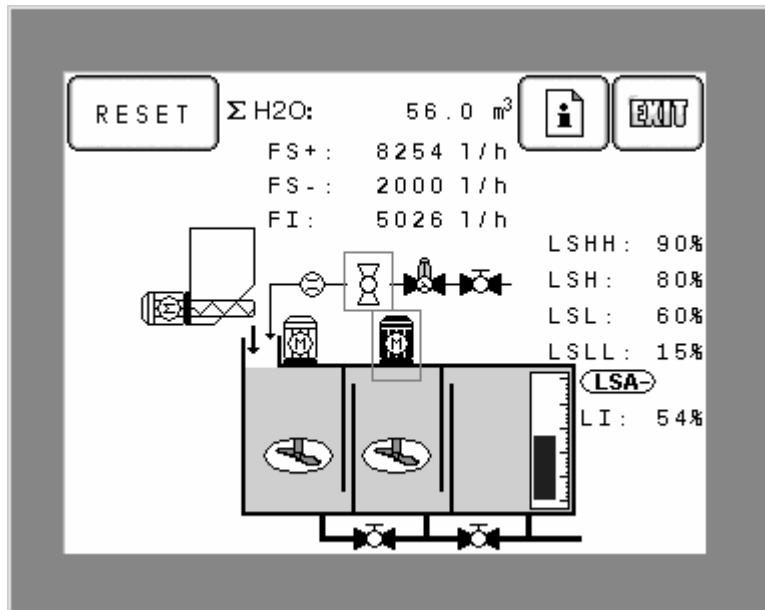 RESET
ΣH2O: 56.0 m³
i
EXIT
FS+: 8254 l/h
FS-: 2000 l/h
FI: 5026 l/h
LSHH: 90%
LSH: 80%
LSL: 60%
LSLL: 15%
LSA-
LI: 54%
M
M
M